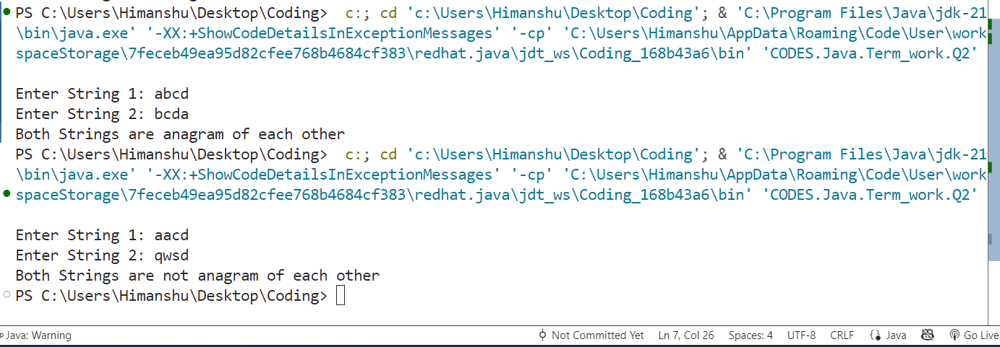 PS C:\Users\Himanshu\Desktop\Coding>  c:; cd 'c:\Users\Himanshu\Desktop\Coding'; & 'C:\Program Files\Java\jdk-21
\bin\java.exe' '-XX:+ShowCodeDetailsInExceptionMessages' '-cp' 'C:\Users\Himanshu\AppData\Roaming\Code\User\work
spaceStorage\7feceb49ea95d82cfee768b4684cf383\redhat.java\jdt_ws\Coding_168b43a6\bin' 'CODES.Java.Term_work.Q2'
Enter String 1: abcd
Enter String 2: bcda
Both Strings are anagram of each other
PS C:\Users\Himanshu\Desktop\Coding>  c:; cd 'c:\Users\Himanshu\Desktop\Coding'; & 'C:\Program Files\Java\jdk-21
\bin\java.exe' '-XX:+ShowCodeDetailsInExceptionMessages' '-cp' 'C:\Users\Himanshu\AppData\Roaming\Code\User\work
spaceStorage\7feceb49ea95d82cfee768b4684cf383\redhat.java\jdt_ws\Coding_168b43a6\bin' 'CODES.Java.Term_work.Q2'
Enter String 1: aacd
Enter String 2: qwsd
Both Strings are not anagram of each other
PS C:\Users\Himanshu\Desktop\Coding>
Java: Warning Not Committed Yet Ln 7, Col 26 Spaces: 4 UTF-8 CRLF Java Go Live